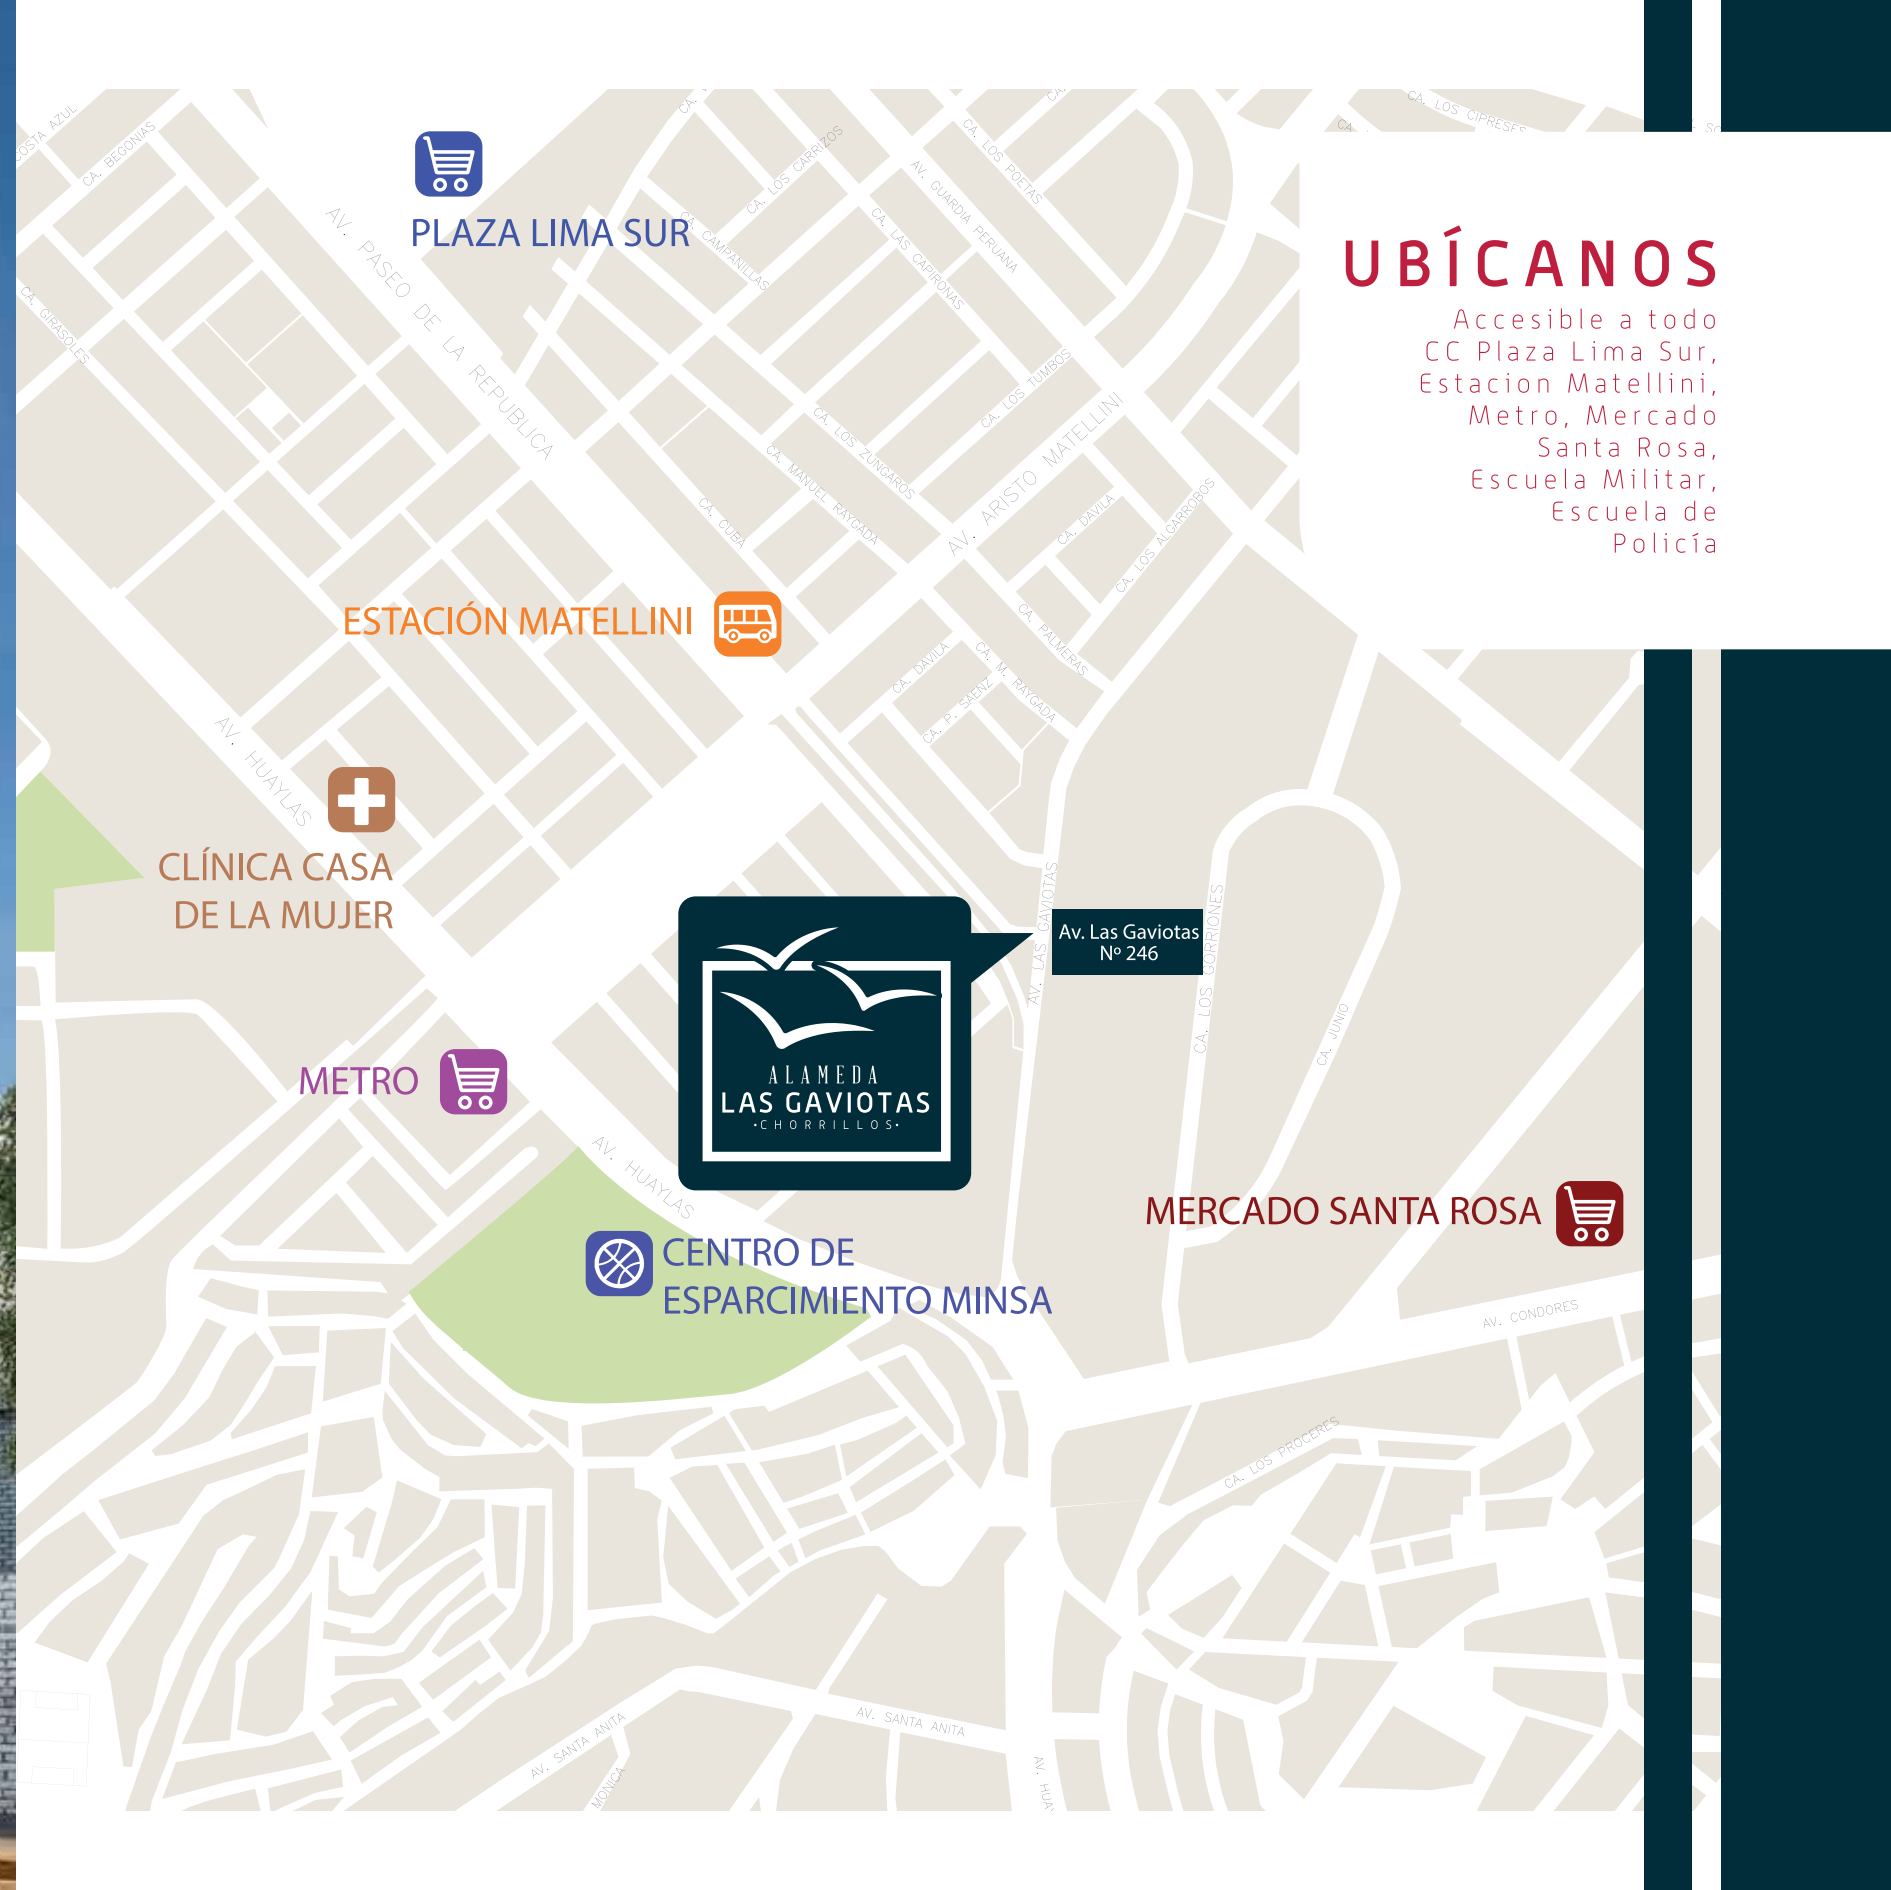 COSTA AZUL
CA. BEGONIAS
CA. GIRASOLES
PLAZA LIMA SUR
AV. PASEO DE LA REPUBLICA
CA. LOS CARRIZOS
CA. CAMPANILLAS
AV. GUARDIA PERUANA
CA. LOS POETAS
CA. LAS CAPIRONAS
CA. LOS CIPRESES
UBÍCANOS
Accesible a todo
CC Plaza Lima Sur,
Estacion Matellini,
Metro, Mercado
Santa Rosa,
Escuela Militar,
Escuela de
Policía
CA. LOS TUMBOS
CA. LOS ZUNGAROS
CA. MANUEL RAYGADA
CA. CUBA
AV. ARISTO MATELLINI
CA. DAVILA
CA. LOS ALGARROBOS
ESTACIÓN MATELLINI
CA. PALMERAS
CA. DAVILA
CA. M. RAYGADA
CA. P. SAENZ
AV. HUAYLAS
CLÍNICA CASA
DE LA MUJER
AV. LAS GAVIOTAS
Av. Las Gaviotas
Nº 246
CA. LOS GORRIONES
CA. JUNIO
ALAMEDA
LAS GAVIOTAS
•CHORRILLOS•
METRO
AV. HUAYLAS
MERCADO SANTA ROSA
CENTRO DE
ESPARCIMIENTO MINSA
AV. CONDORES
CA. LOS PROCERES
AV. SANTA ANITA
AV. SANTA ANITA
MONICA
AV. HUA